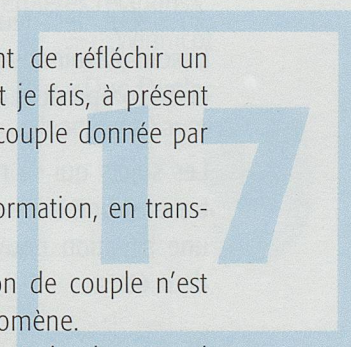 nt de réfléchir un
t je fais, à présent
couple donnée par
ormation, en trans-
on de couple n'est
omène.
17